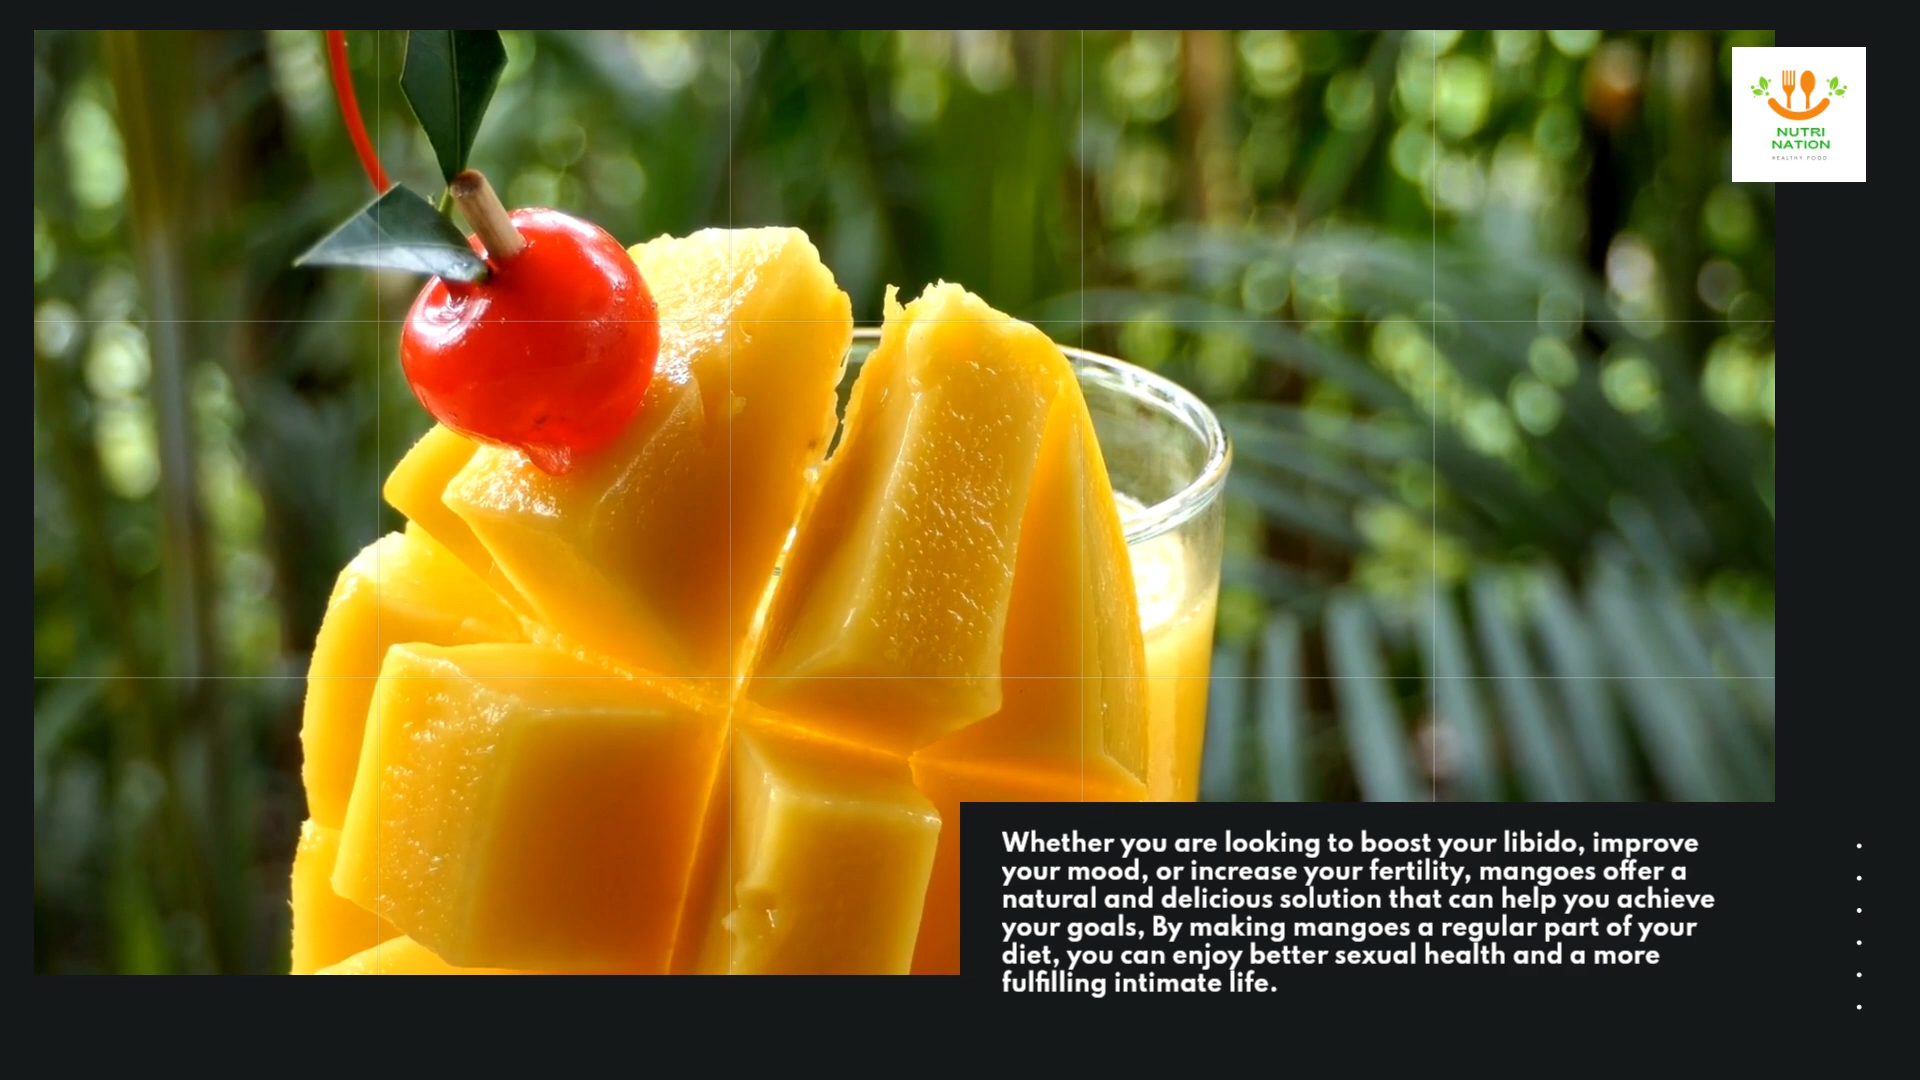 NUTRI
NATION
HEALTHY FOOD
Whether you are looking to boost your libido, improve
your mood, or increase your fertility, mangoes offer a
natural and delicious solution that can help you achieve
your goals, By making mangoes a regular part of your
diet, you can enjoy better sexual health and a more
fulfilling intimate life.